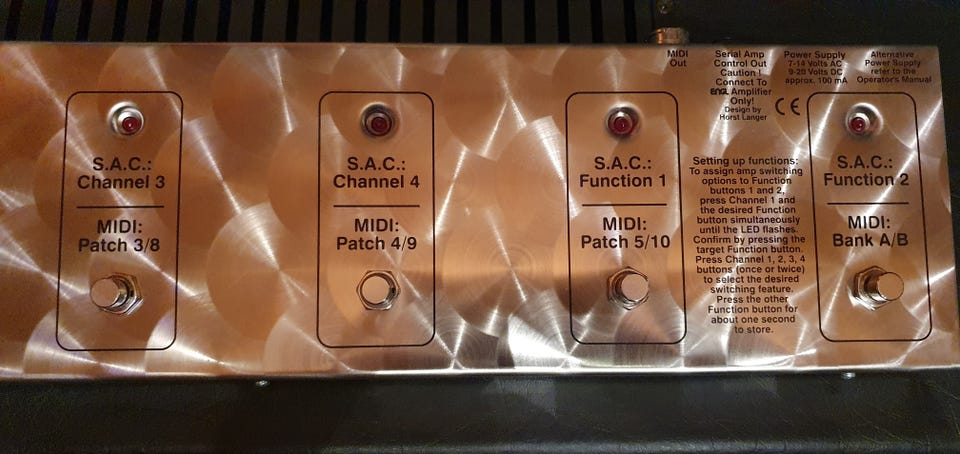 MIDI
Out
Serial Amp
Control Out
Caution !
Connect To
ENGL Amplifier
Only!
Design by
Horst Langer
Power Supply
7-14 Volts AC
9-20 Volts DC
approx. 100 mA
CE
Alternative
Power Supply
refer to the
Operator's Manual
S.A.C.:
Channel 3
MIDI:
Patch 3/8
S.A.C.:
Channel 4
MIDI:
Patch 4/9
S.A.C.:
Function 1
MIDI:
Patch 5/10
Setting up functions:
To assign amp switching
options to Function
buttons 1 and 2,
press Channel 1 and
the desired Function
button simultaneously
until the LED flashes.
Confirm by pressing the
target Function button.
Press Channel 1, 2, 3, 4
buttons (once or twice)
to select the desired
switching feature.
Press the other
Function button for
about one second
to store.
S.A.C.:
Function 2
MIDI:
Bank A/B